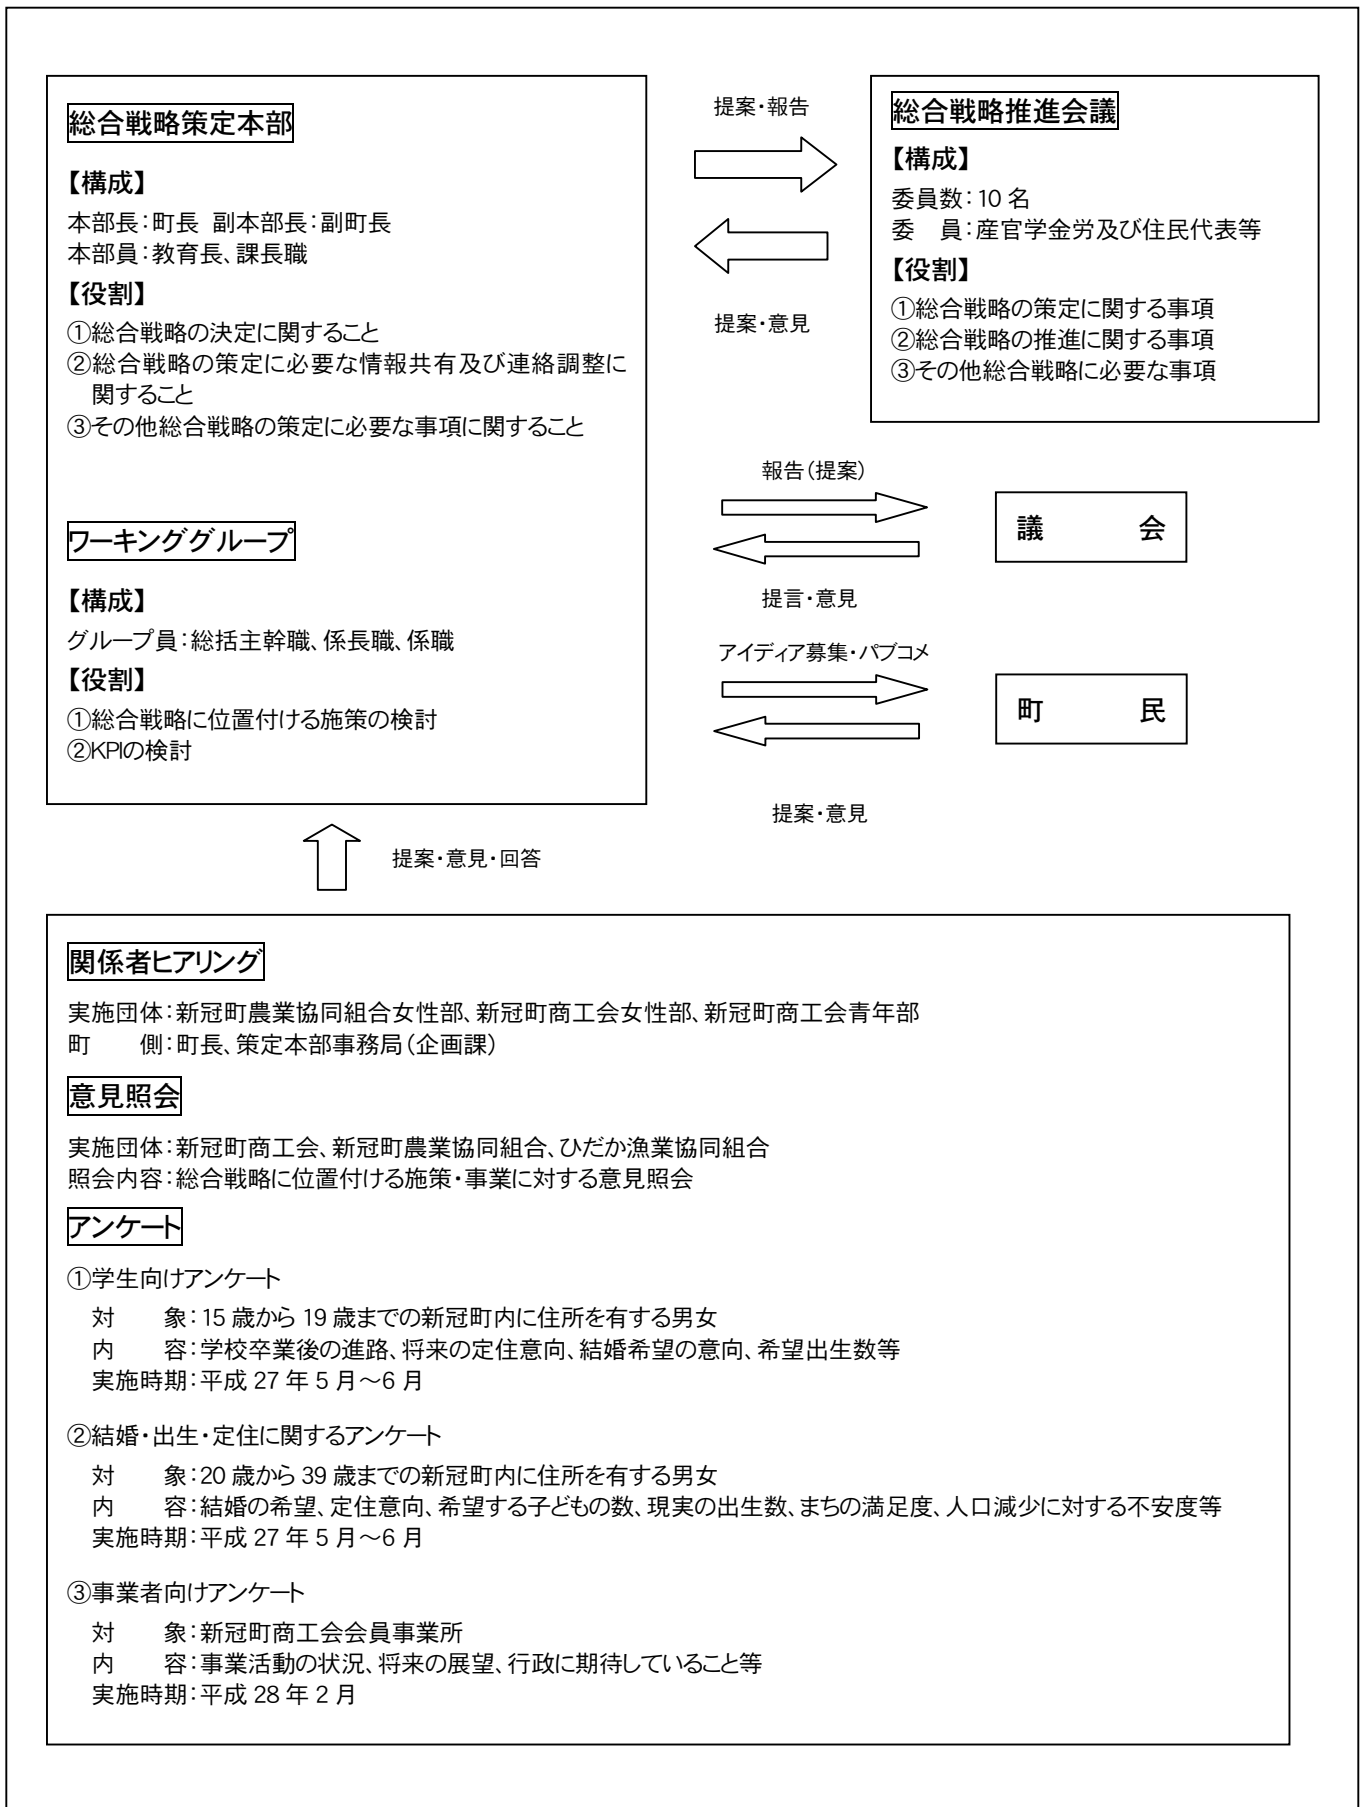 総合戦略策定本部
【構成】
本部長：町長　副本部長：副町長
本部員：教育長、課長職
【役割】
①総合戦略の決定に関すること
②総合戦略の策定に必要な情報共有及び連絡調整に
関すること
③その他総合戦略の策定に必要な事項に関すること
ワーキンググループ
【構成】
グループ員：総括主幹職、係長職、係職
【役割】
①総合戦略に位置付ける施策の検討
②KPIの検討
提案・報告
提案・意見
総合戦略推進会議
【構成】
委員数：10 名
委　員：産官学金労及び住民代表等
【役割】
①総合戦略の策定に関する事項
②総合戦略の推進に関する事項
③その他総合戦略に必要な事項
報告（提案）
議　　会
提言・意見
アイディア募集・パブコメ
町　　民
提案・意見
提案・意見・回答
関係者ヒアリング
実施団体：新冠町農業協同組合女性部、新冠町商工会女性部、新冠町商工会青年部
町　　側：町長、策定本部事務局（企画課）
意見照会
実施団体：新冠町商工会、新冠町農業協同組合、ひだか漁業協同組合
照会内容：総合戦略に位置付ける施策・事業に対する意見照会
アンケート
①学生向けアンケート
対　　象：15 歳から 19 歳までの新冠町内に住所を有する男女
内　　容：学校卒業後の進路、将来の定住意向、結婚希望の意向、希望出生数等
実施時期：平成 27 年 5 月～6 月
②結婚・出生・定住に関するアンケート
対　　象：20 歳から 39 歳までの新冠町内に住所を有する男女
内　　容：結婚の希望、定住意向、希望する子どもの数、現実の出生数、まちの満足度、人口減少に対する不安度等
実施時期：平成 27 年 5 月～6 月
③事業者向けアンケート
対　　象：新冠町商工会会員事業所
内　　容：事業活動の状況、将来の展望、行政に期待していること等
実施時期：平成 28 年 2 月